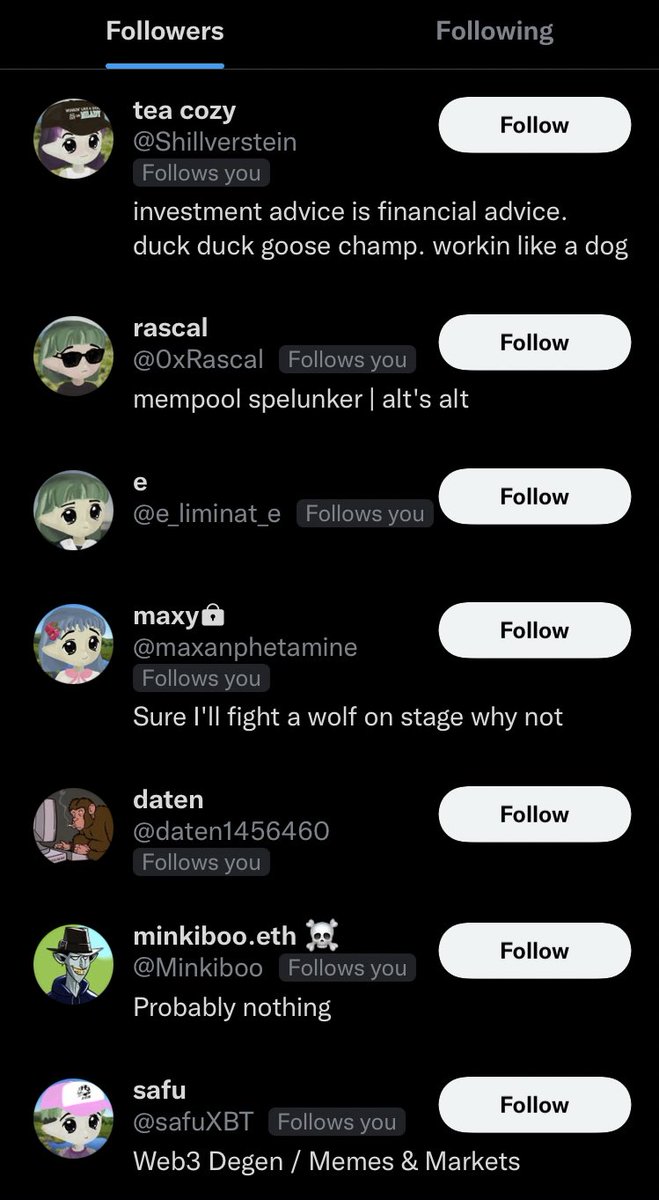 Followers
Following
tea cozy
Follow
@Shillverstein
Follows you
investment advice is financial advice.
duck duck goose champ. workin like a dog
rascal
Follow
@0xRascal Follows you
mempool spelunker | alt's alt
e
Follow
@e_liminat_e Follows you
maxy🔒
Follow
@maxanphetamine
Follows you
Sure I'll fight a wolf on stage why not
daten
Follow
@daten1456460
Follows you
minkiboo.eth ☠️
Follow
@Minkiboo Follows you
Probably nothing
safu
Follow
@safuXBT Follows you
Web3 Degen / Memes & Markets